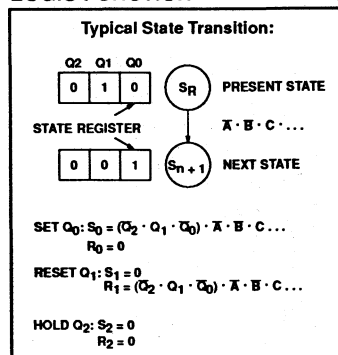 Typical State Transition:
Q2 Q1 Q0
0 1 0
SR
PRESENT STATE
STATE REGISTER
A̅ · B̅ · C · . . .
0 0 1
Sn + 1
NEXT STATE
SET Q0: S0 = (Q̅2 · Q1 · Q̅0) · A̅ · B̅ · C . . .
R0 = 0
RESET Q1: S1 = 0
R1 = (Q̅2 · Q1 · Q̅0) · A̅ · B̅ · C . . .
HOLD Q2: S2 = 0
R2 = 0